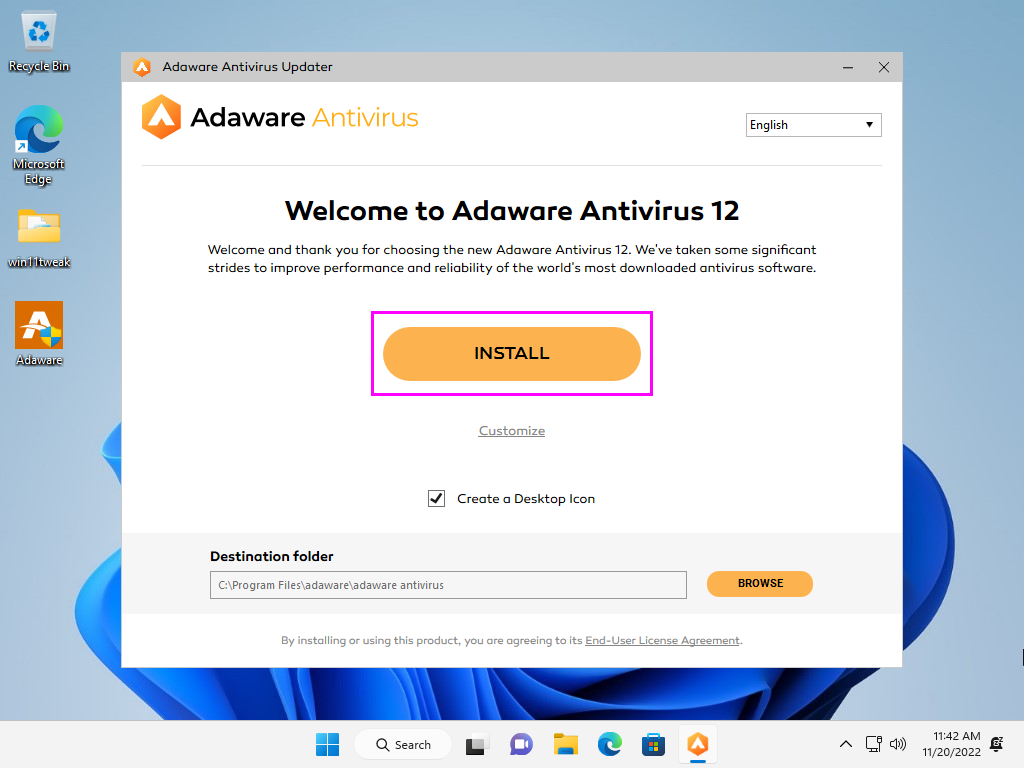 Recycle Bin
Microsoft
Edge
win11tweak
Adaware
Adaware Antivirus Updater
Adaware Antivirus
English
Welcome to Adaware Antivirus 12
Welcome and thank you for choosing the new Adaware Antivirus 12. We've taken some significant
strides to improve performance and reliability of the world's most downloaded antivirus software.
INSTALL
Customize
Create a Desktop Icon
Destination folder
C:\Program Files\adaware\adaware antivirus
BROWSE
By installing or using this product, you are agreeing to its End-User License Agreement.
Search
11:42 AM
11/20/2022